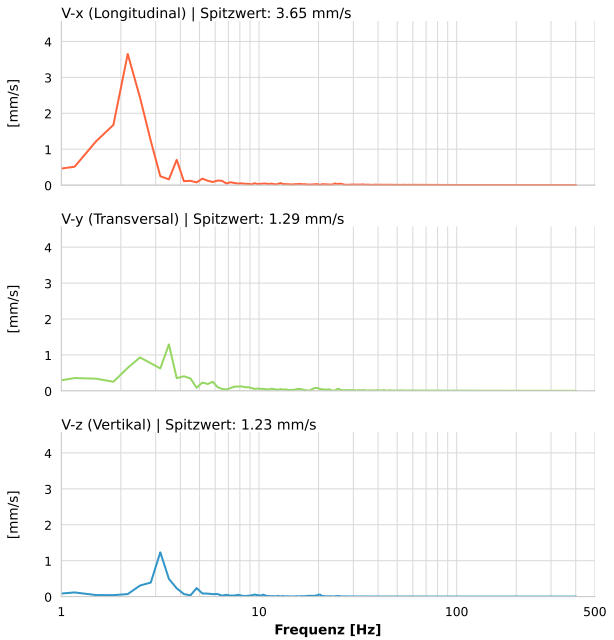 V-x (Longitudinal) | Spitzwert: 3.65 mm/s
4
3
2
1
0
[mm/s]
V-y (Transversal) | Spitzwert: 1.29 mm/s
4
3
2
1
0
[mm/s]
V-z (Vertikal) | Spitzwert: 1.23 mm/s
4
3
2
1
0
[mm/s]
1 10 100 500
Frequenz [Hz]